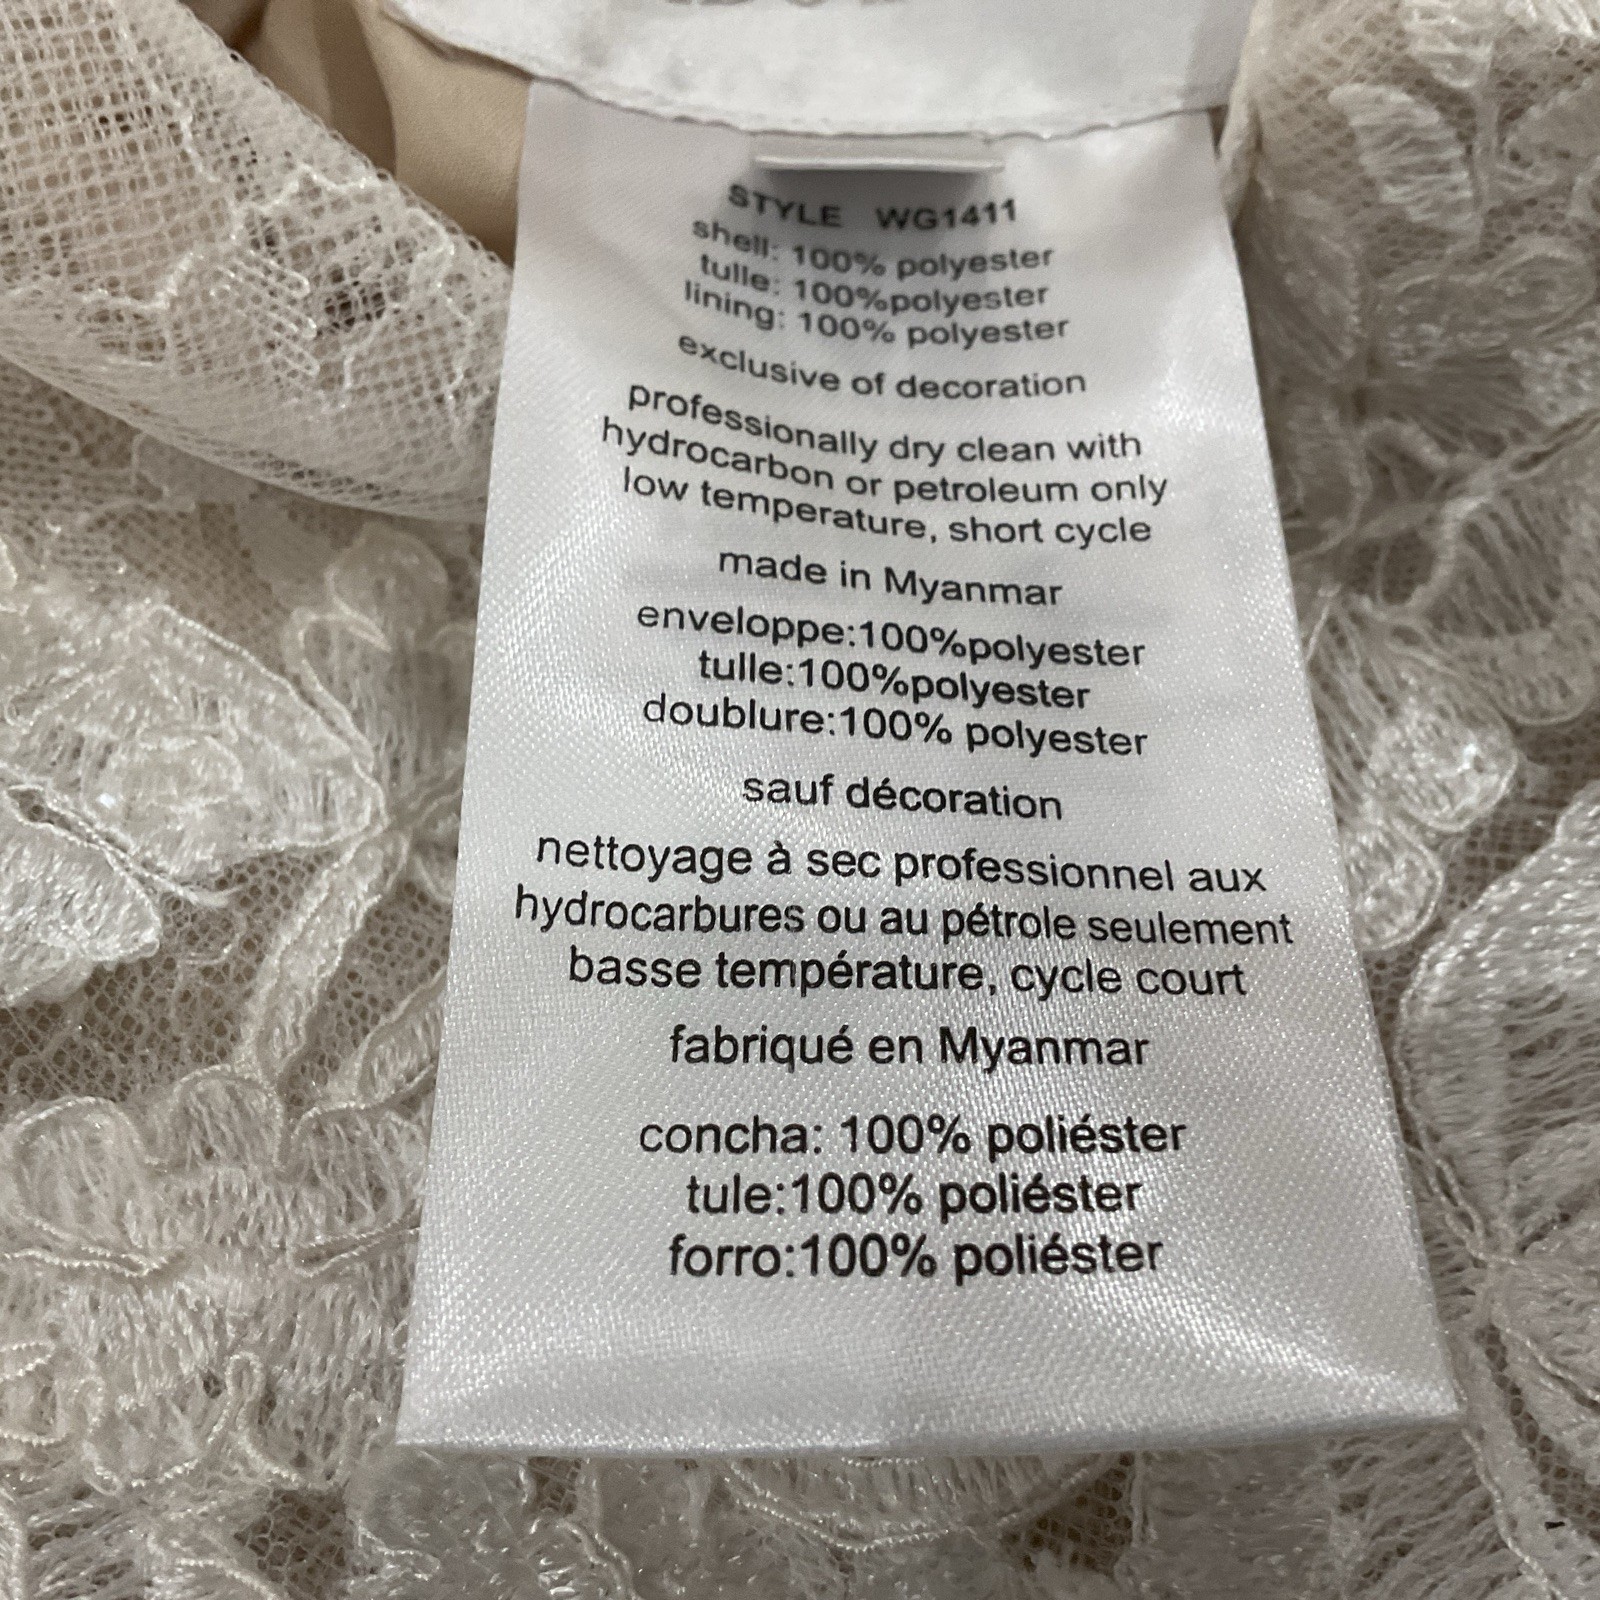 STYLE WG1411
shell: 100% polyester
tulle: 100%polyester
lining: 100% polyester
exclusive of decoration
professionally dry clean with
hydrocarbon or petroleum only
low temperature, short cycle
made in Myanmar
enveloppe:100%polyester
tulle:100%polyester
doublure:100% polyester
sauf décoration
nettoyage à sec professionnel aux
hydrocarbures ou au pétrole seulement
basse température, cycle court
fabriqué en Myanmar
concha: 100% poliéster
tule:100% poliéster
forro:100% poliéster